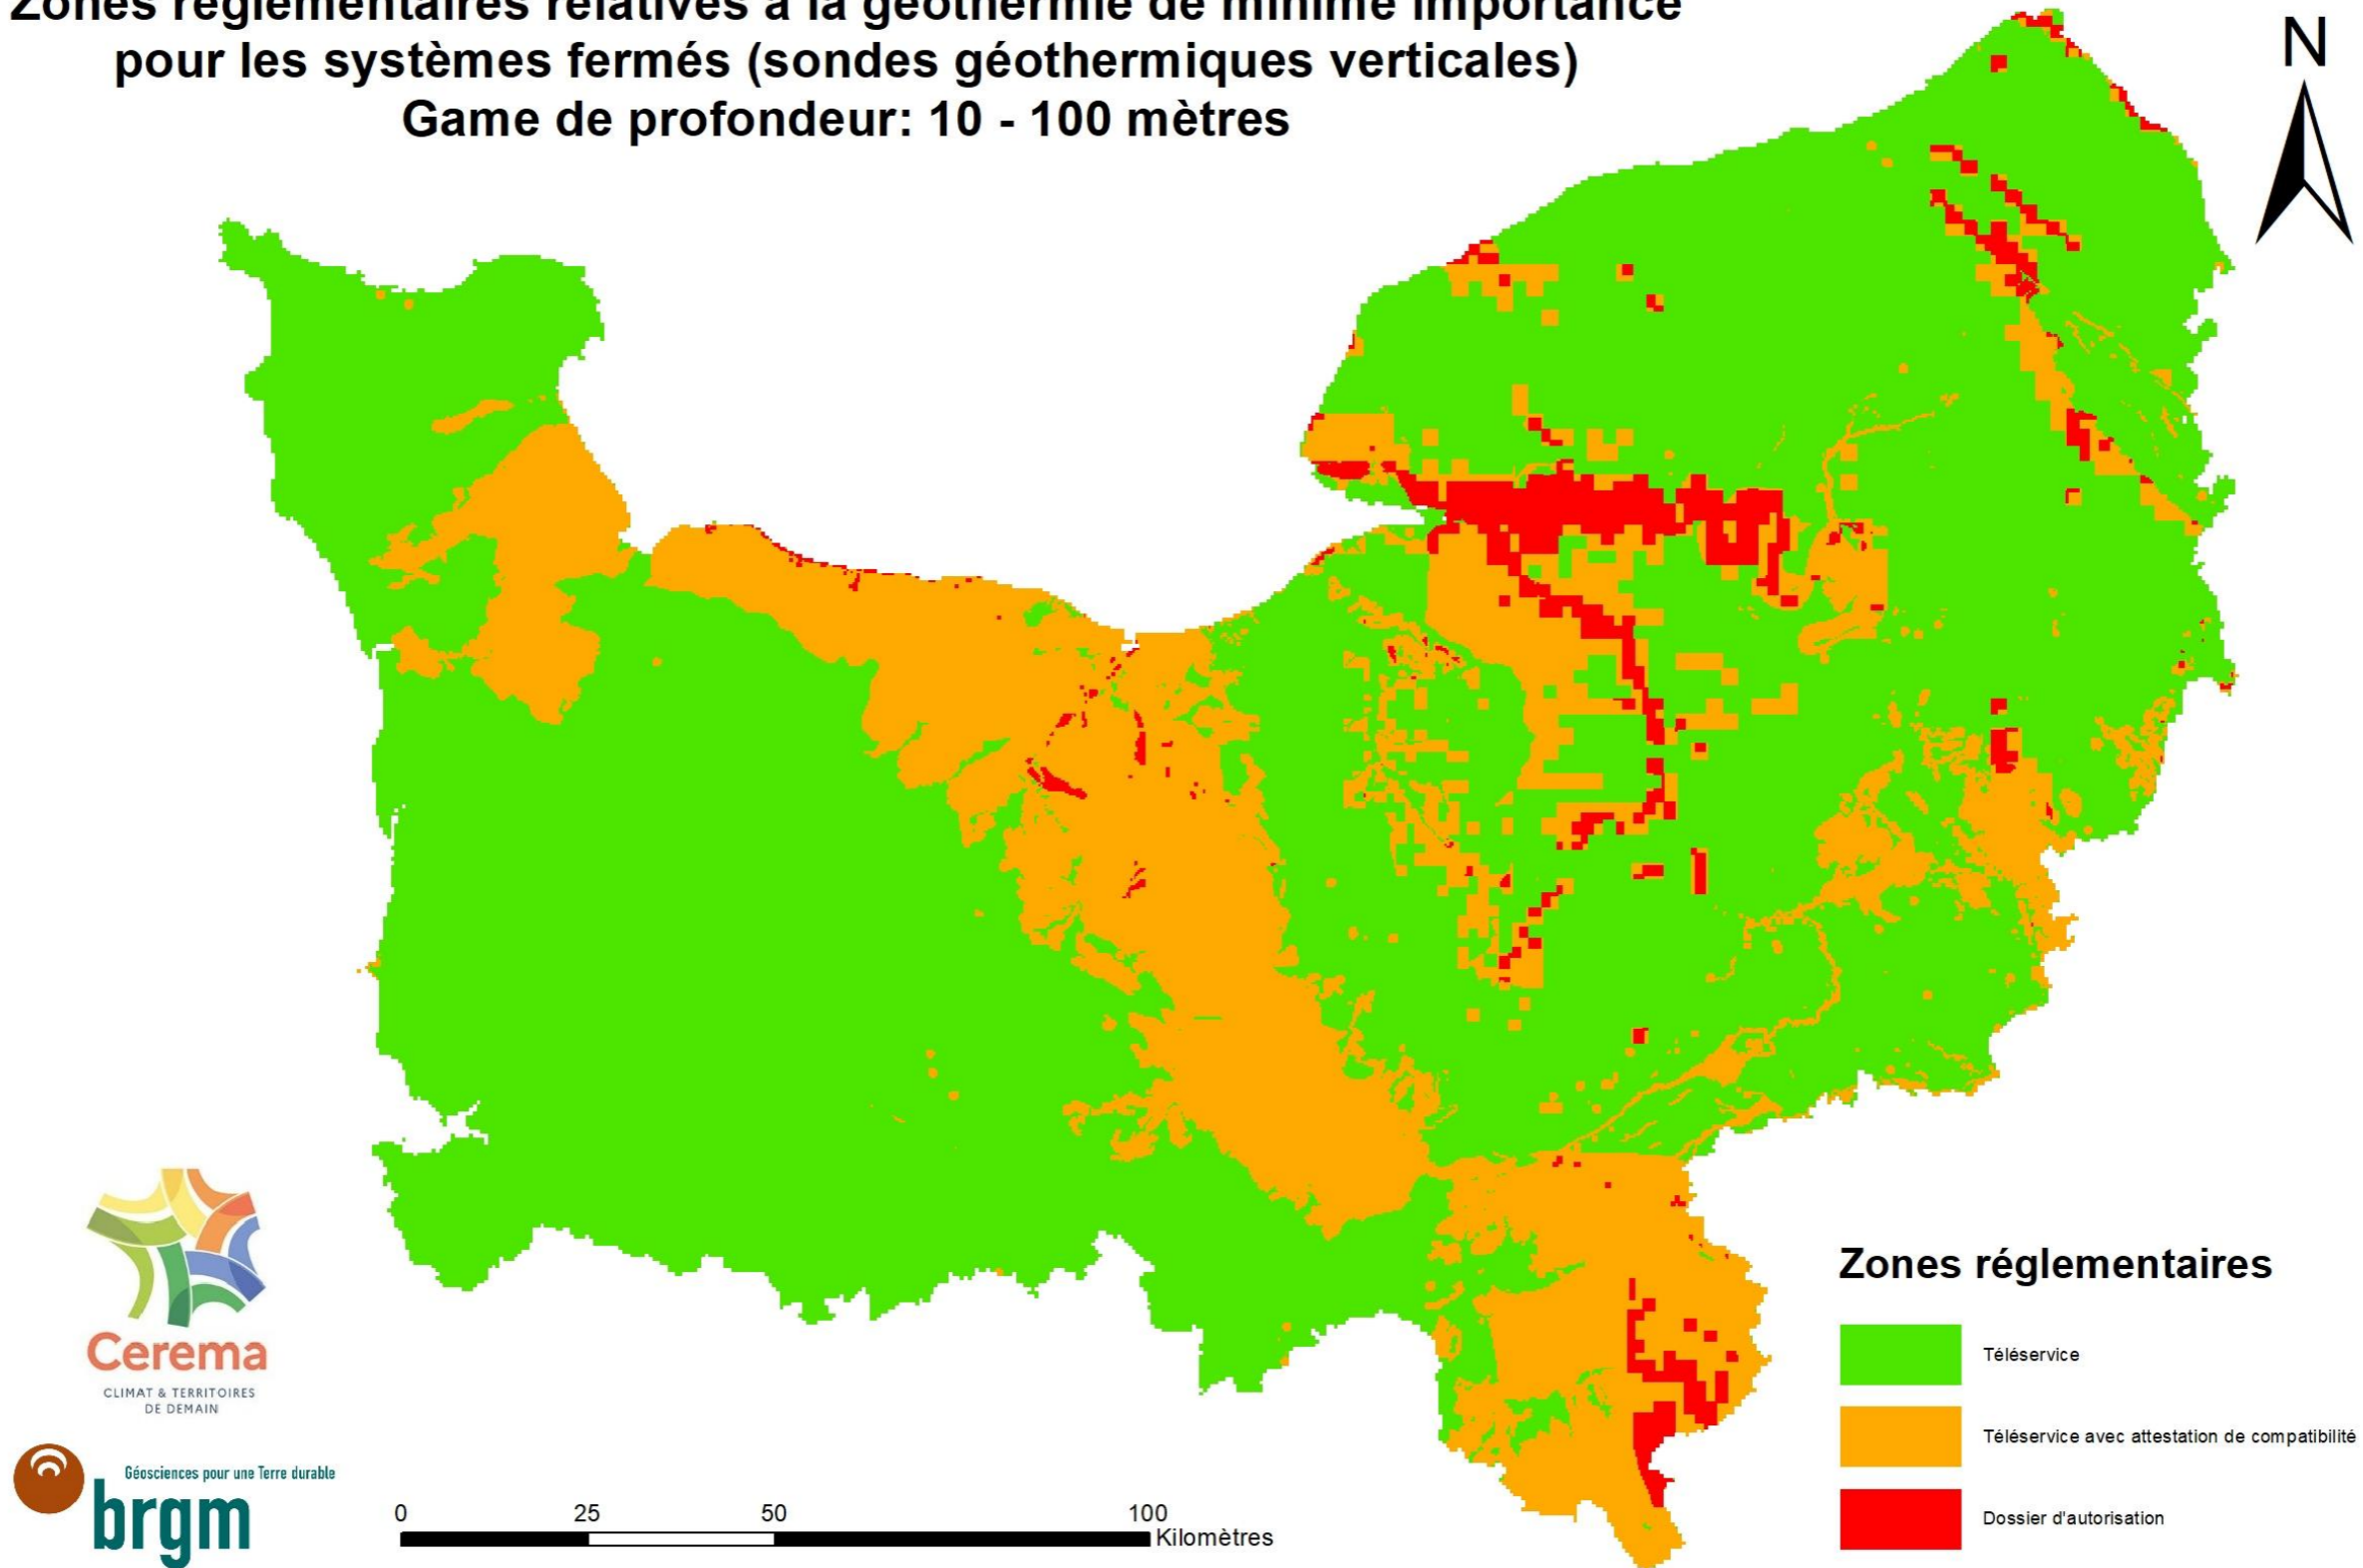 Zones réglementaires relatives à la géothermie de minime importance
pour les systèmes fermés (sondes géothermiques verticales)
Game de profondeur: 10 - 100 mètres
N
Cerema
CLIMAT & TERRITOIRES
DE DEMAIN
Géosciences pour une Terre durable
brgm
0 25 50 100
Kilomètres
Zones réglementaires
Téléservice
Téléservice avec attestation de compatibilité
Dossier d'autorisation